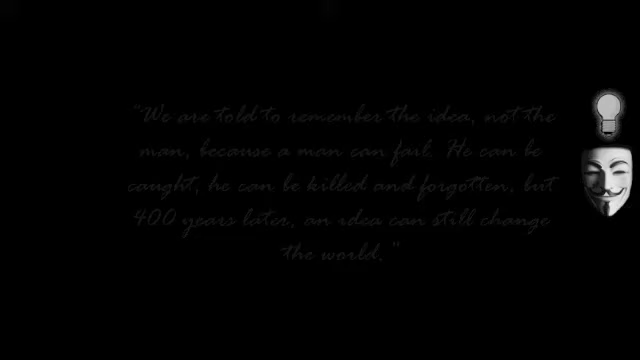 "We are told to remember the idea, not the
man, because a man can fail. He can be
caught, he can be killed and forgotten, but
400 years later, an idea can still change
the world."